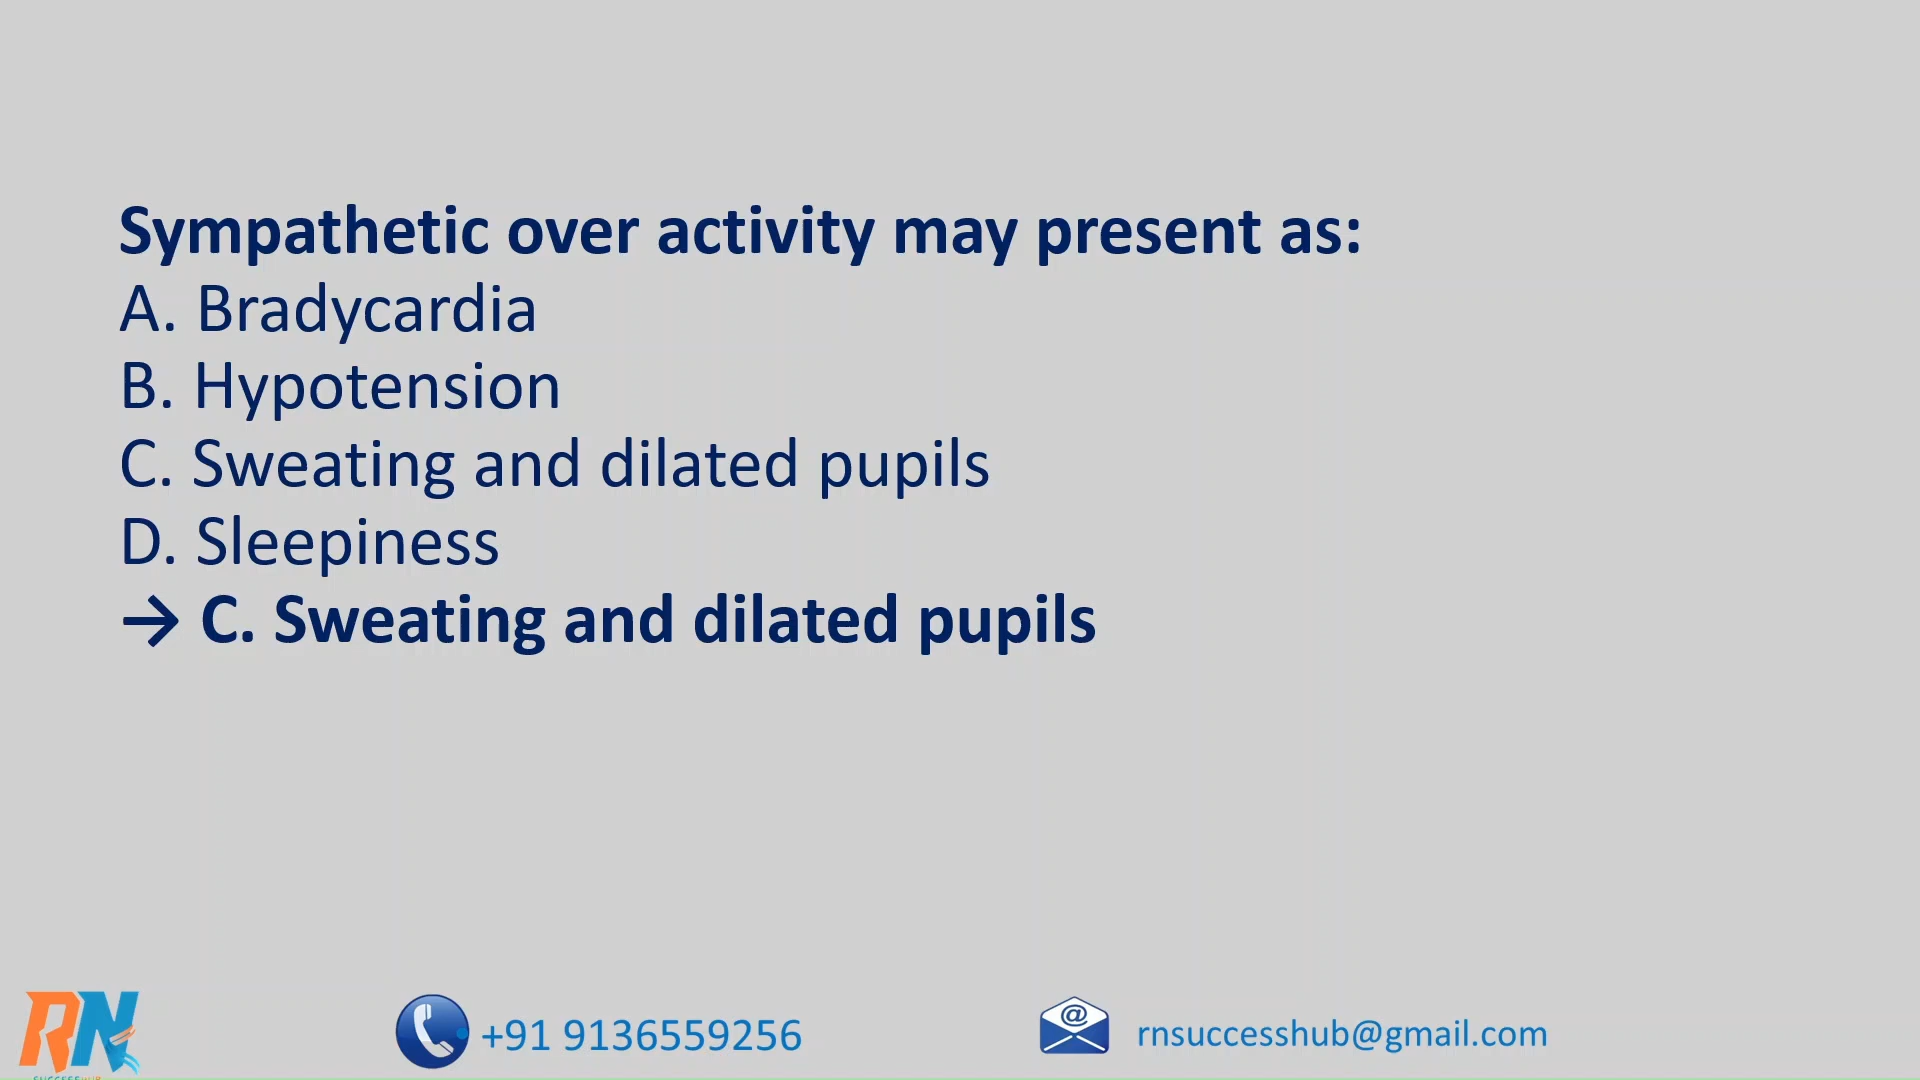 Sympathetic over activity may present as:
A. Bradycardia
B. Hypotension
C. Sweating and dilated pupils
D. Sleepiness
→ C. Sweating and dilated pupils
RN
+91 9136559256
rnsuccesshub@gmail.com